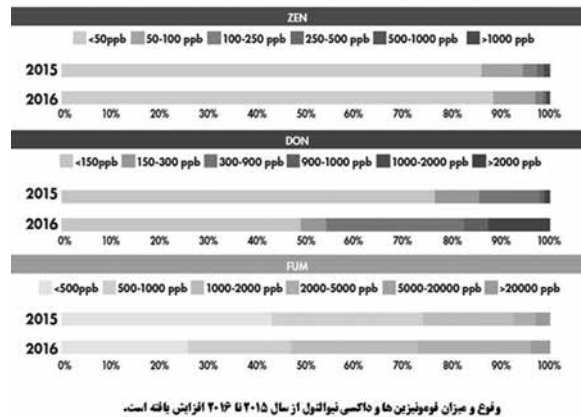 ZEN
<50ppb 50-100 ppb 100-250 ppb 250-500 ppb 500-1000 ppb >1000 ppb
2015
2016
0% 10% 20% 30% 40% 50% 60% 70% 80% 90% 100%
DON
<150ppb 150-300 ppb 300-900 ppb 900-1000 ppb 1000-2000 ppb >2000 ppb
2015
2016
0% 10% 20% 30% 40% 50% 60% 70% 80% 90% 100%
FUM
<500ppb 500-1000 ppb 1000-2000 ppb 2000-5000 ppb 5000-20000 ppb >20000 ppb
2015
2016
0% 10% 20% 30% 40% 50% 60% 70% 80% 90% 100%
وقوع و میزان فومونیزین ها و داکسی نیوالنول از سال ۲۰۱۵ تا ۲۰۱۶ افزایش یافته است.